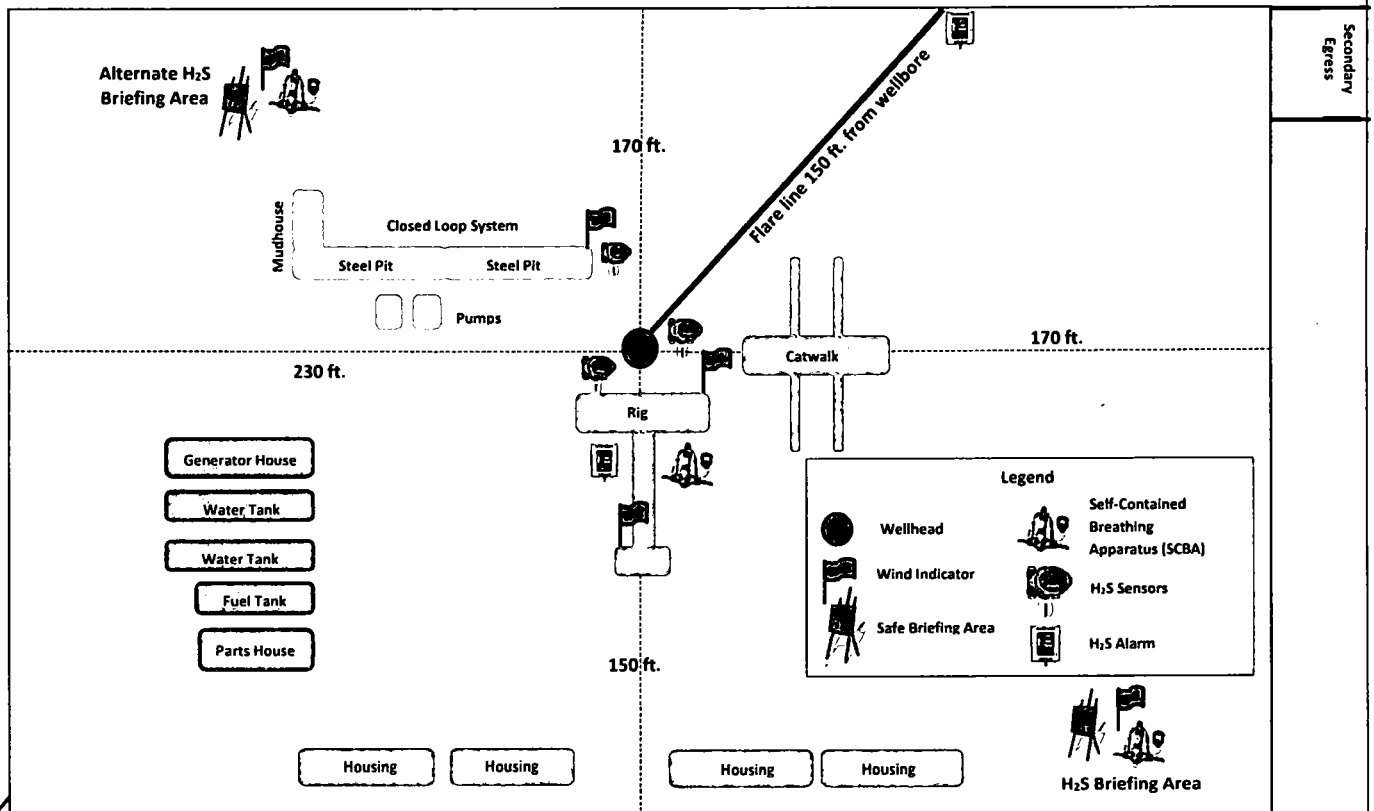 Secondary
Egress
Alternate H₂S
Briefing Area
170 ft.
Flare line 150 ft. from wellbore
Mudhouse
Closed Loop System
Steel Pit
Steel Pit
Pumps
170 ft.
230 ft.
Catwalk
Rig
Generator House
Water Tank
Water Tank
Fuel Tank
Parts House
Legend
Wellhead
Wind Indicator
Safe Briefing Area
Self-Contained
Breathing
Apparatus (SCBA)
H₂S Sensors
H₂S Alarm
150 ft.
Housing
Housing
Housing
Housing
H₂S Briefing Area